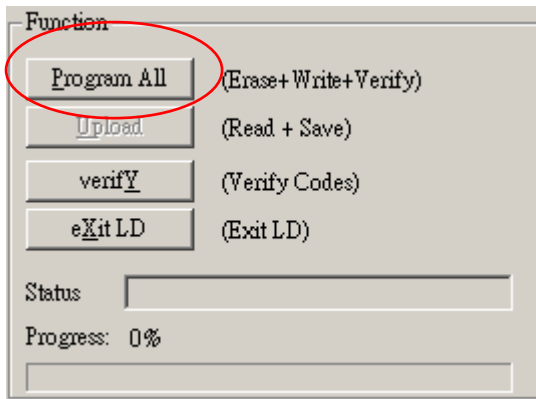 Function
Program All (Erase+Write+Verify)
Upload (Read + Save)
verifY (Verify Codes)
eXit LD (Exit LD)
Status
Progress: 0%